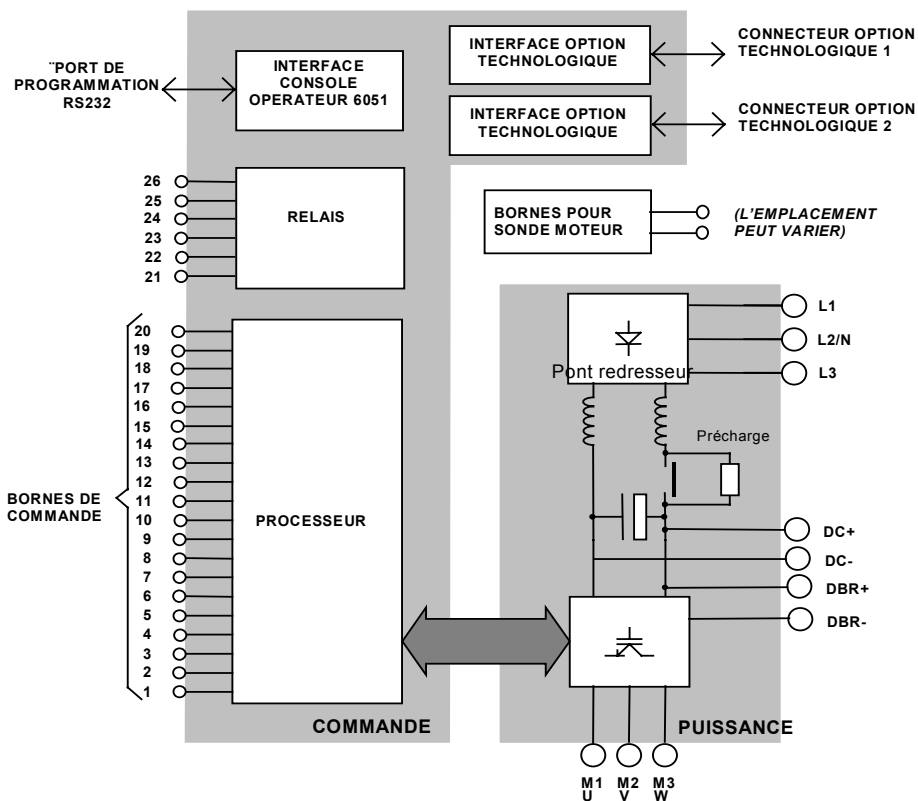 ¨PORT DE
PROGRAMMATION
RS232
INTERFACE
CONSOLE
OPERATEUR 6051
INTERFACE OPTION
TECHNOLOGIQUE
CONNECTEUR OPTION
TECHNOLOGIQUE 1
INTERFACE OPTION
TECHNOLOGIQUE
CONNECTEUR OPTION
TECHNOLOGIQUE 2
26
25
24
23
22
21
RELAIS
BORNES POUR
SONDE MOTEUR
(L'EMPLACEMENT
PEUT VARIER)
BORNES DE
COMMANDE
20
19
18
17
16
15
14
13
12
11
10
9
8
7
6
5
4
3
2
1
PROCESSEUR
COMMANDE
Pont redresseur
L1
L2/N
L3
Précharge
DC+
DC-
DBR+
DBR-
PUISSANCE
M1 M2 M3
U V W